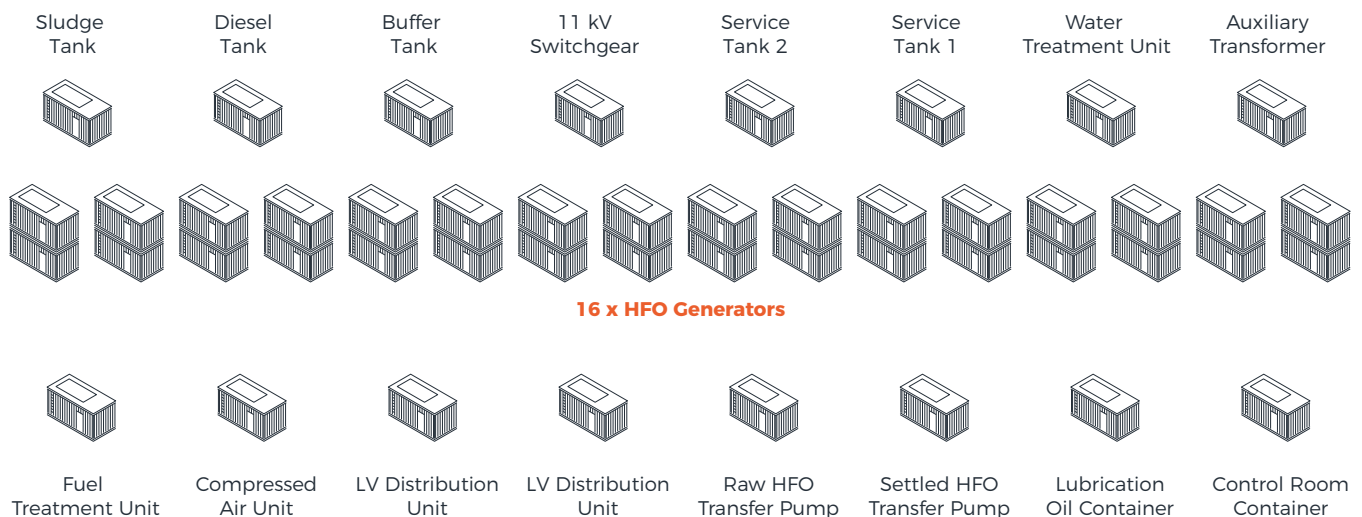 Sludge
Tank
Diesel
Tank
Buffer
Tank
11 kV
Switchgear
Service
Tank 2
Service
Tank 1
Water
Treatment Unit
Auxiliary
Transformer
16 x HFO Generators
Fuel
Treatment Unit
Compressed
Air Unit
LV Distribution
Unit
LV Distribution
Unit
Raw HFO
Transfer Pump
Settled HFO
Transfer Pump
Lubrication
Oil Container
Control Room
Container